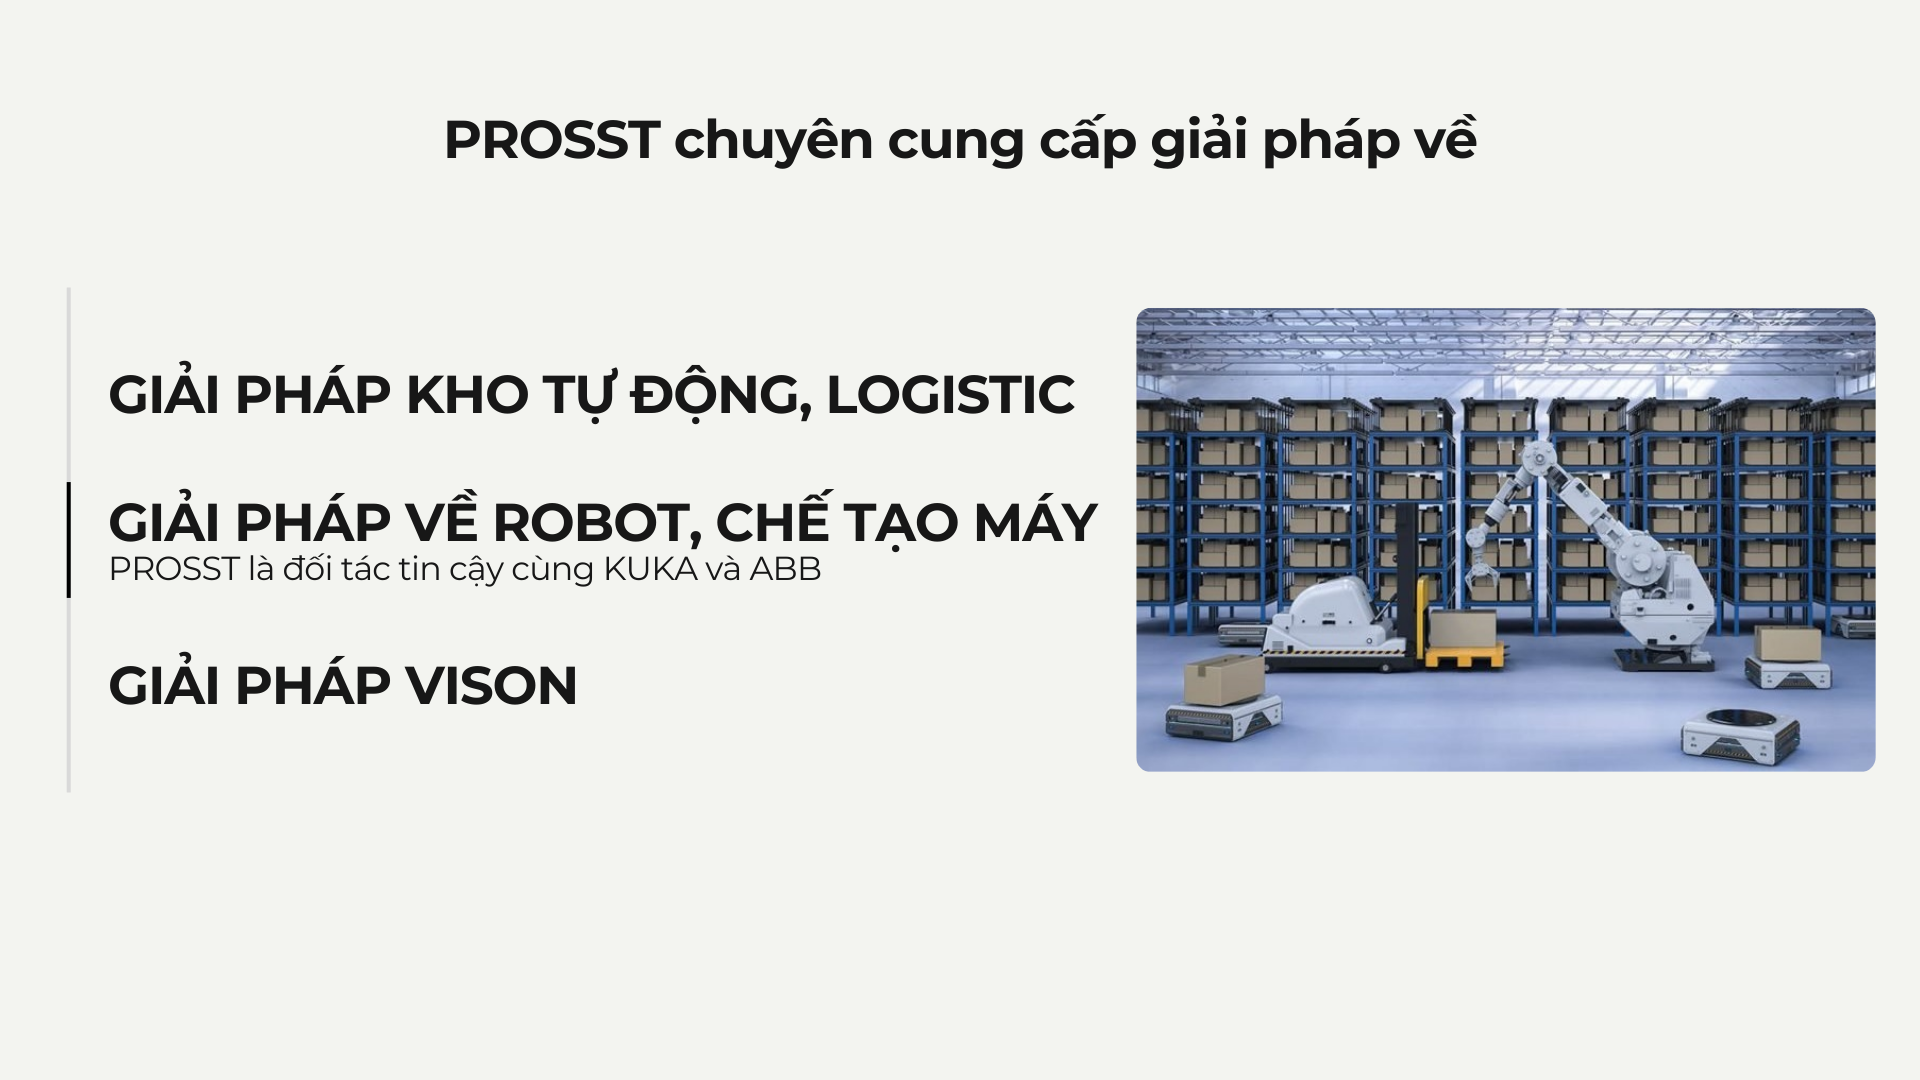 PROSST chuyên cung cấp giải pháp về
GIẢI PHÁP KHO TỰ ĐỘNG, LOGISTIC
GIẢI PHÁP VỀ ROBOT, CHẾ TẠO MÁY
PROSST là đối tác tin cậy cùng KUKA và ABB
GIẢI PHÁP VISON